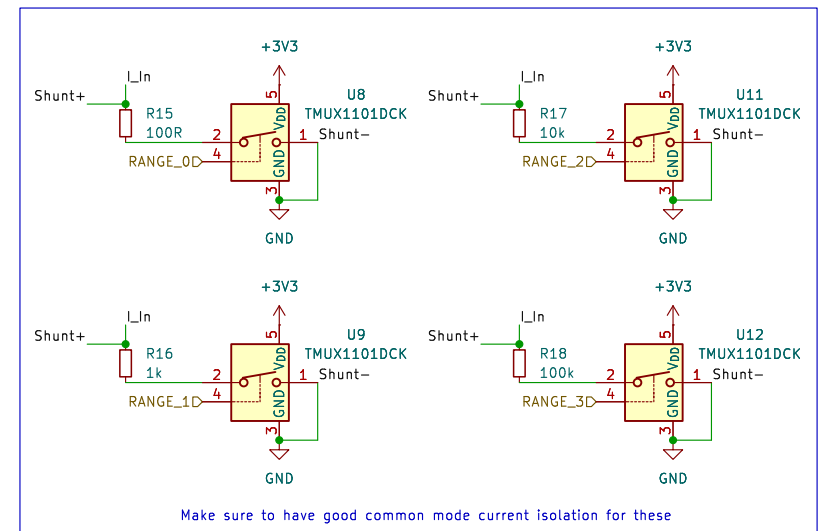 +3V3
I_In
Shunt+
R15
100R
5
VDD
U8
TMUX1101DCK
2
1
Shunt-
4
RANGE_0
GND
3
GND
+3V3
I_In
Shunt+
R17
10k
5
VDD
U11
TMUX1101DCK
2
1
Shunt-
4
RANGE_2
GND
3
GND
+3V3
I_In
Shunt+
R16
1k
5
VDD
U9
TMUX1101DCK
2
1
Shunt-
4
RANGE_1
GND
3
GND
+3V3
I_In
Shunt+
R18
100k
5
VDD
U12
TMUX1101DCK
2
1
Shunt-
4
RANGE_3
GND
3
GND
Make sure to have good common mode current isolation for these